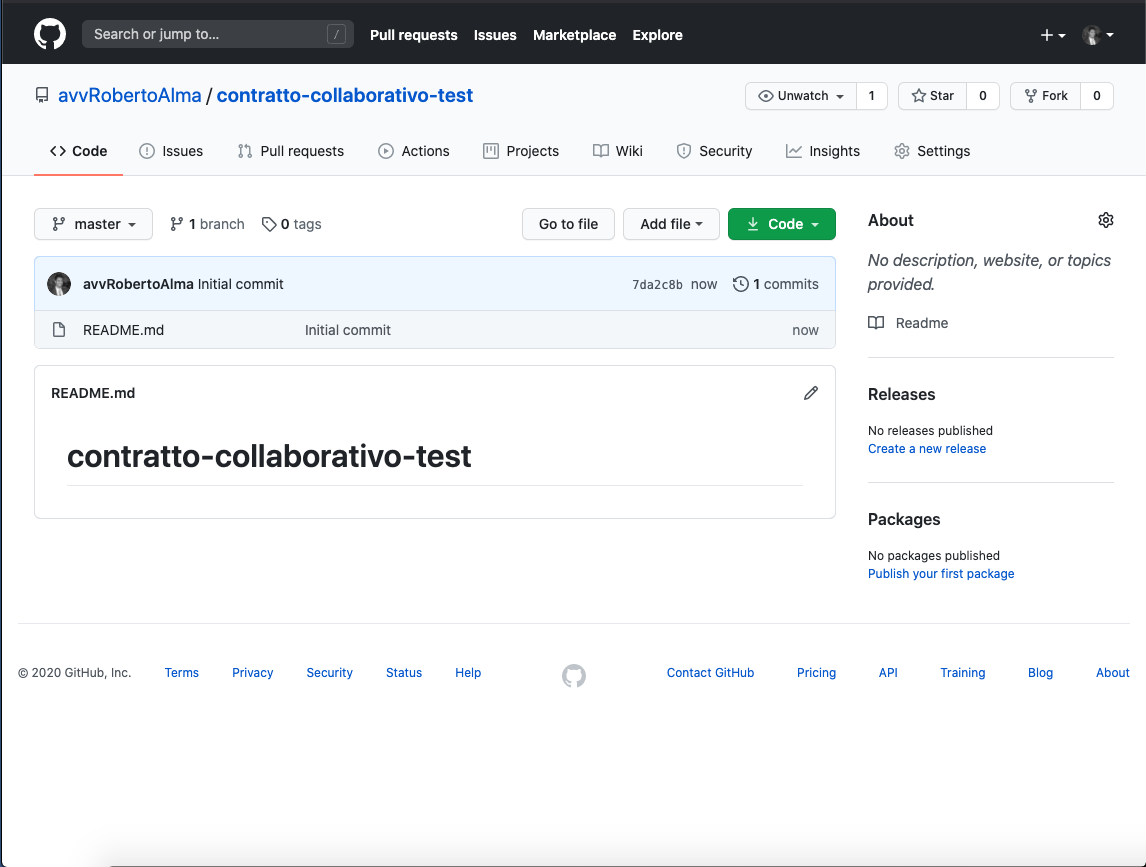 Search or jump to... / Pull requests Issues Marketplace Explore
avvRobertoAlma / contratto-collaborativo-test Unwatch 1 Star 0 Fork 0
Code Issues Pull requests Actions Projects Wiki Security Insights Settings
master 1 branch 0 tags Go to file Add file Code
avvRobertoAlma Initial commit 7da2c8b now 1 commits
README.md Initial commit now
README.md
contratto-collaborativo-test
About
No description, website, or topics
provided.
Readme
Releases
No releases published
Create a new release
Packages
No packages published
Publish your first package
© 2020 GitHub, Inc. Terms Privacy Security Status Help Contact GitHub Pricing API Training Blog About